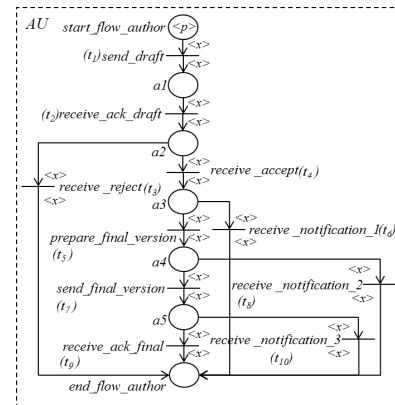 AU
start_flow_author
<p>
<x>
(t1)send_draft
<x>
a1
<x>
(t2)receive_ack_draft
<x>
a2
<x>
<x>
receive _accept(t4)
receive _reject(t3)
<x>
<x>
a3
<x>
<x>
prepare_final_version
receive _notification_1(t6)
(t5)
<x>
<x>
a4
<x>
<x>
send_final_version
receive _notification_2
<x>
(t7)
<x>
(t8)
a5
<x>
<x>
receive_ack_final
receive _notification_3
<x>
(t9)
<x>
(t10)
end_flow_author